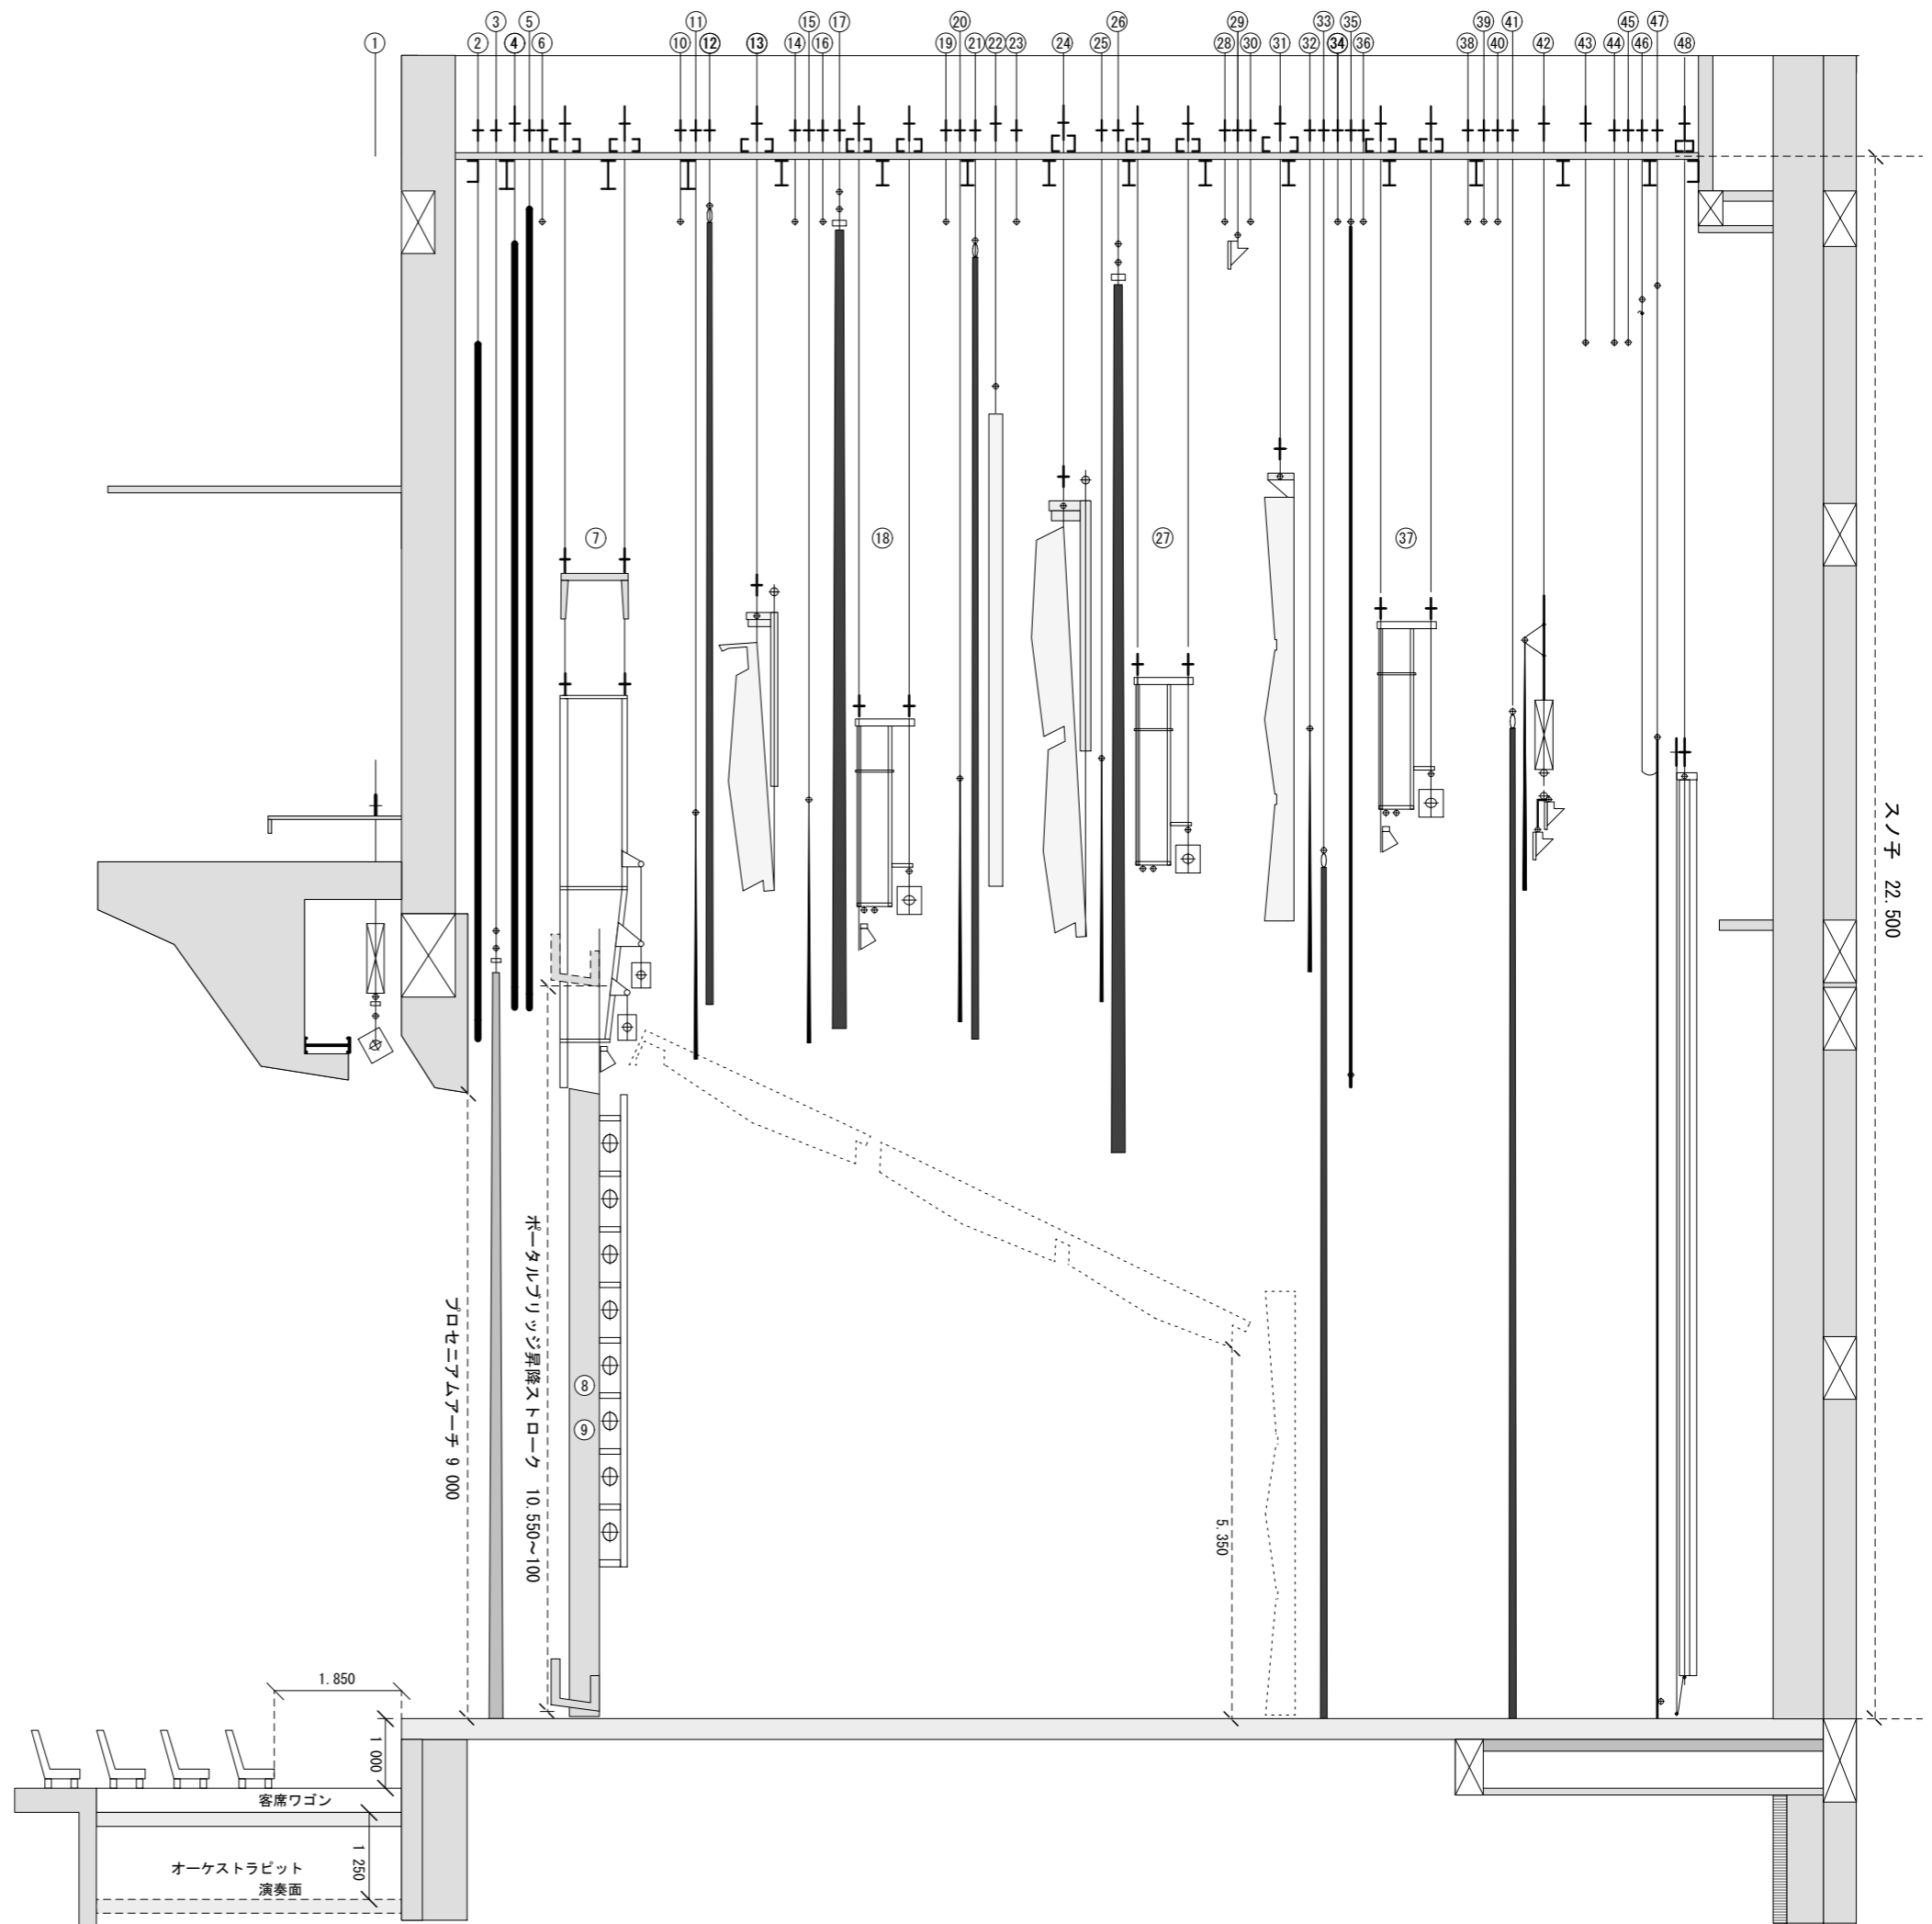 ① ② ③ ④ ⑤ ⑥ ⑩ ⑪ ⑫ ⑬ ⑭ ⑮ ⑯ ⑰ ⑲ ⑳ ㉑ ㉒ ㉓ ㉔ ㉕ ㉖ ㉘ ㉙ ㉚ ㉛ ㉜ ㉝ ㉞ ㉟ ㊱ ㊳ ㊴ ㊵ ㊶ ㊷ ㊸ ㊹ ㊺ ㊻ ㊼ ㊽
⑦ ⑱ ㉗ ㊲
スノ子 22.500
⑧
⑨
プロセニアムアーチ 9 000
ポータルブリッジ昇降ストローク 10.550~100
5.350
1.850
1 000
客席ワゴン
1 250
オーケストラピット
演奏面